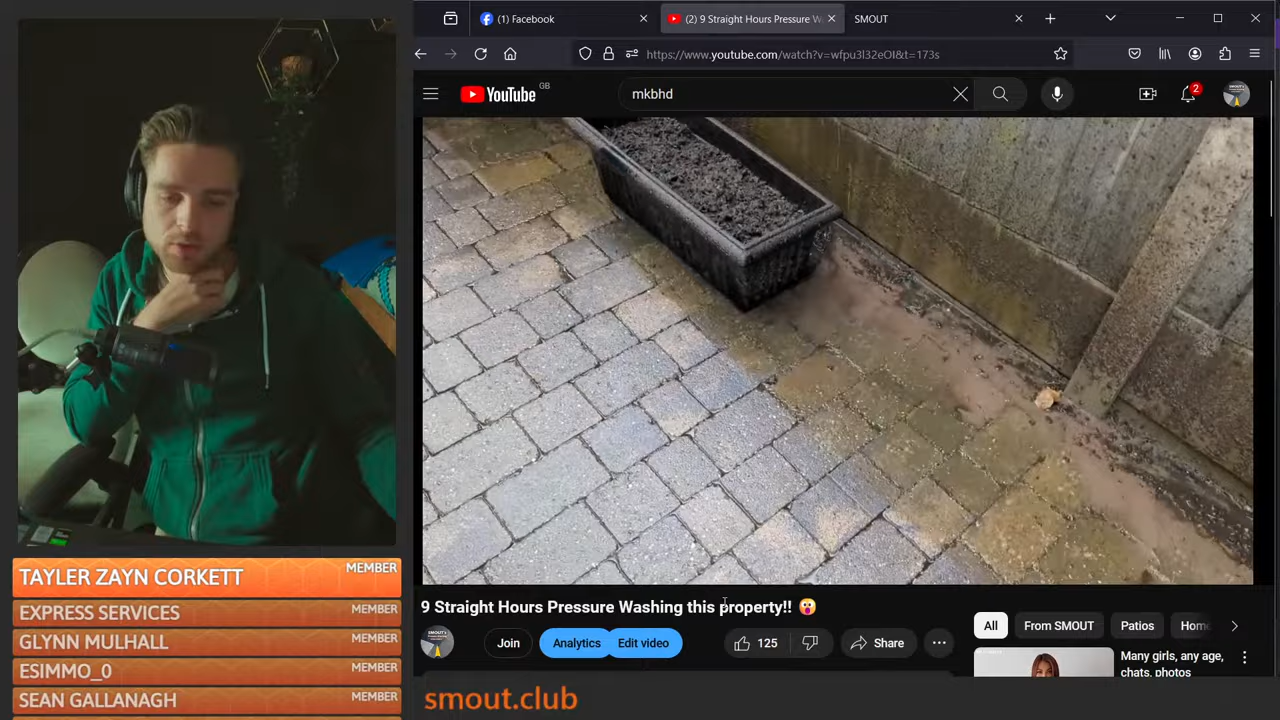 (1) Facebook
(2) 9 Straight Hours Pressure W
SMOUT
https://www.youtube.com/watch?v=wfpu3l32eOI&t=173s
YouTube GB
mkbhd
2
9 Straight Hours Pressure Washing this property!! 😲
Join
Analytics
Edit video
125
Share
All
From SMOUT
Patios
Home
Many girls, any age,
chats, photos
TAYLER ZAYN CORKETT
MEMBER
EXPRESS SERVICES
MEMBER
GLYNN MULHALL
MEMBER
ESIMMO_0
MEMBER
SEAN GALLANAGH
MEMBER
smout.club